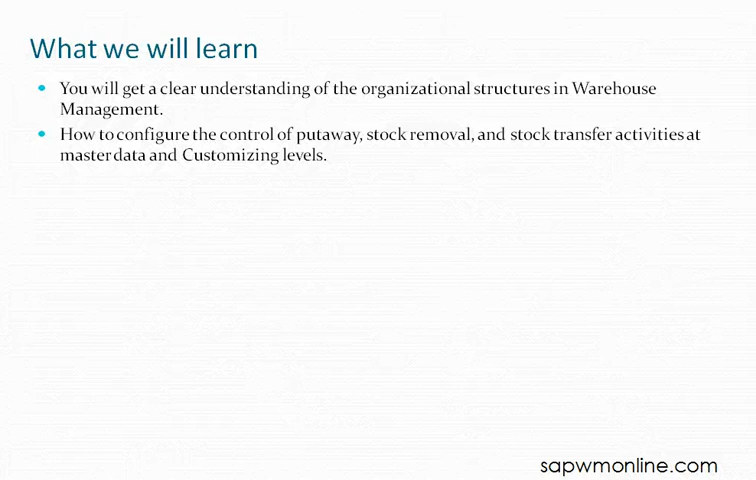 What we will learn
You will get a clear understanding of the organizational structures in Warehouse
Management.
How to configure the control of putaway, stock removal, and stock transfer activities at
master data and Customizing levels.
sapwmonline.com